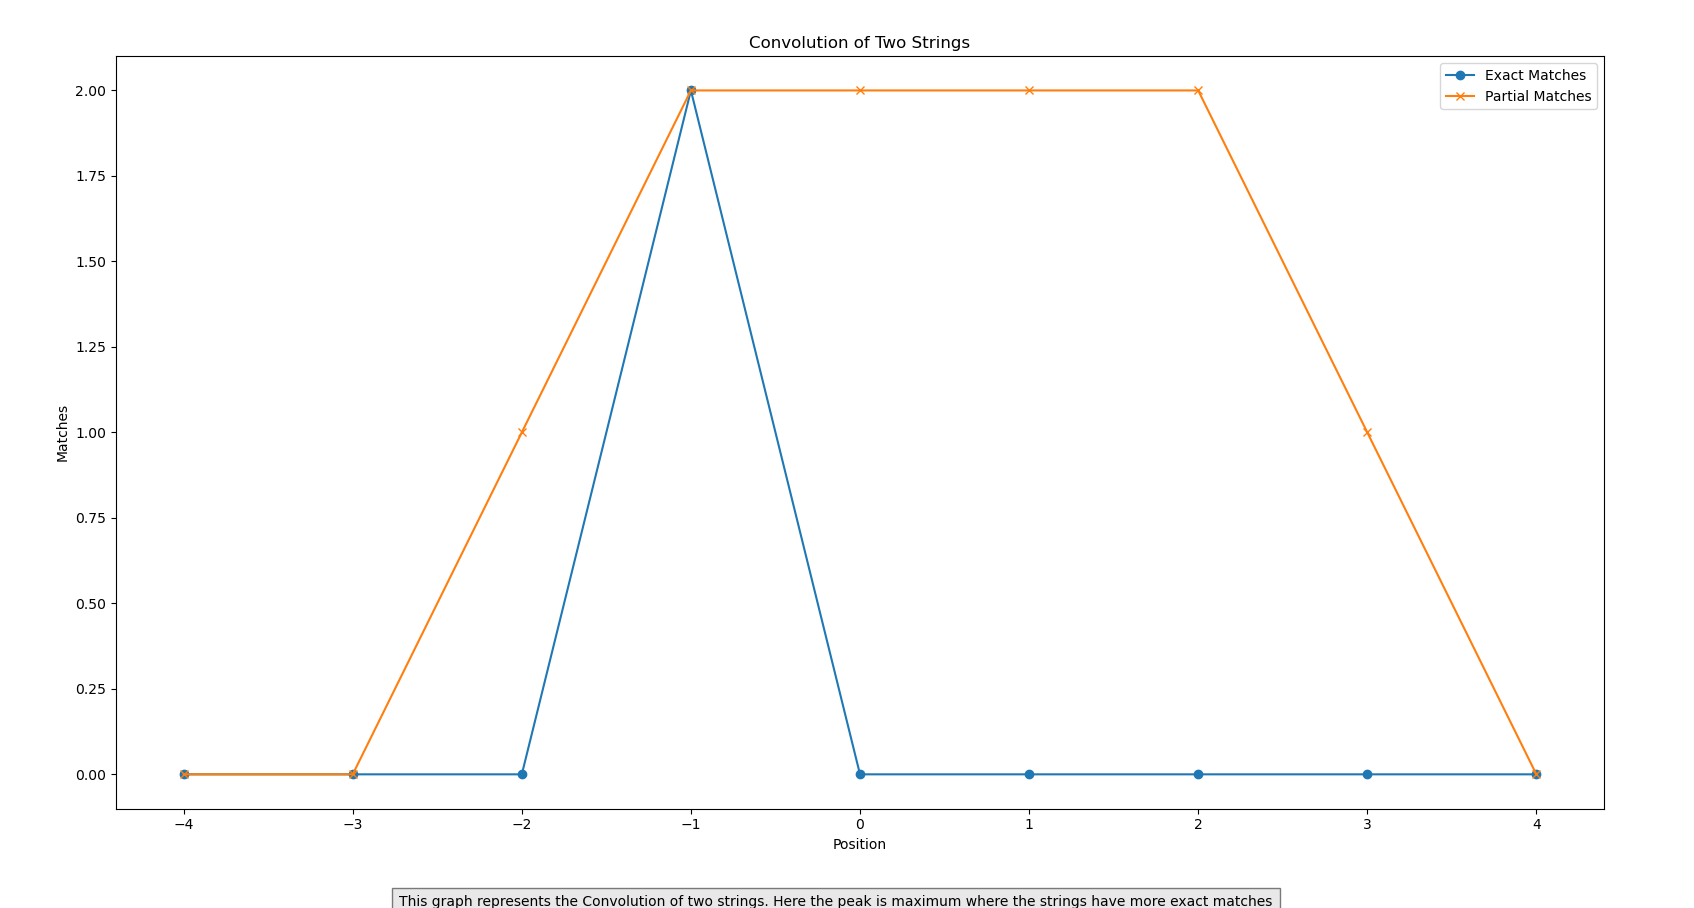 Convolution of Two Strings
Exact Matches
Partial Matches
2.00
1.75
1.50
1.25
1.00
0.75
0.50
0.25
0.00
Matches
−4 −3 −2 −1 0 1 2 3 4
Position
This graph represents the Convolution of two strings. Here the peak is maximum where the strings have more exact matches